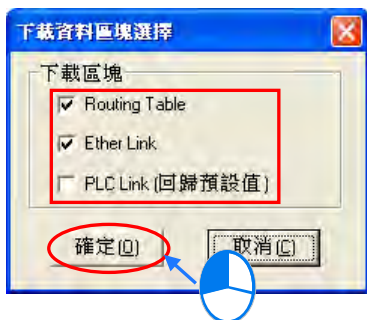 下載資料區塊選擇
下載區塊
Routing Table
Ether Link
PLC Link (回歸預設值)
確定(O) 取消(C)